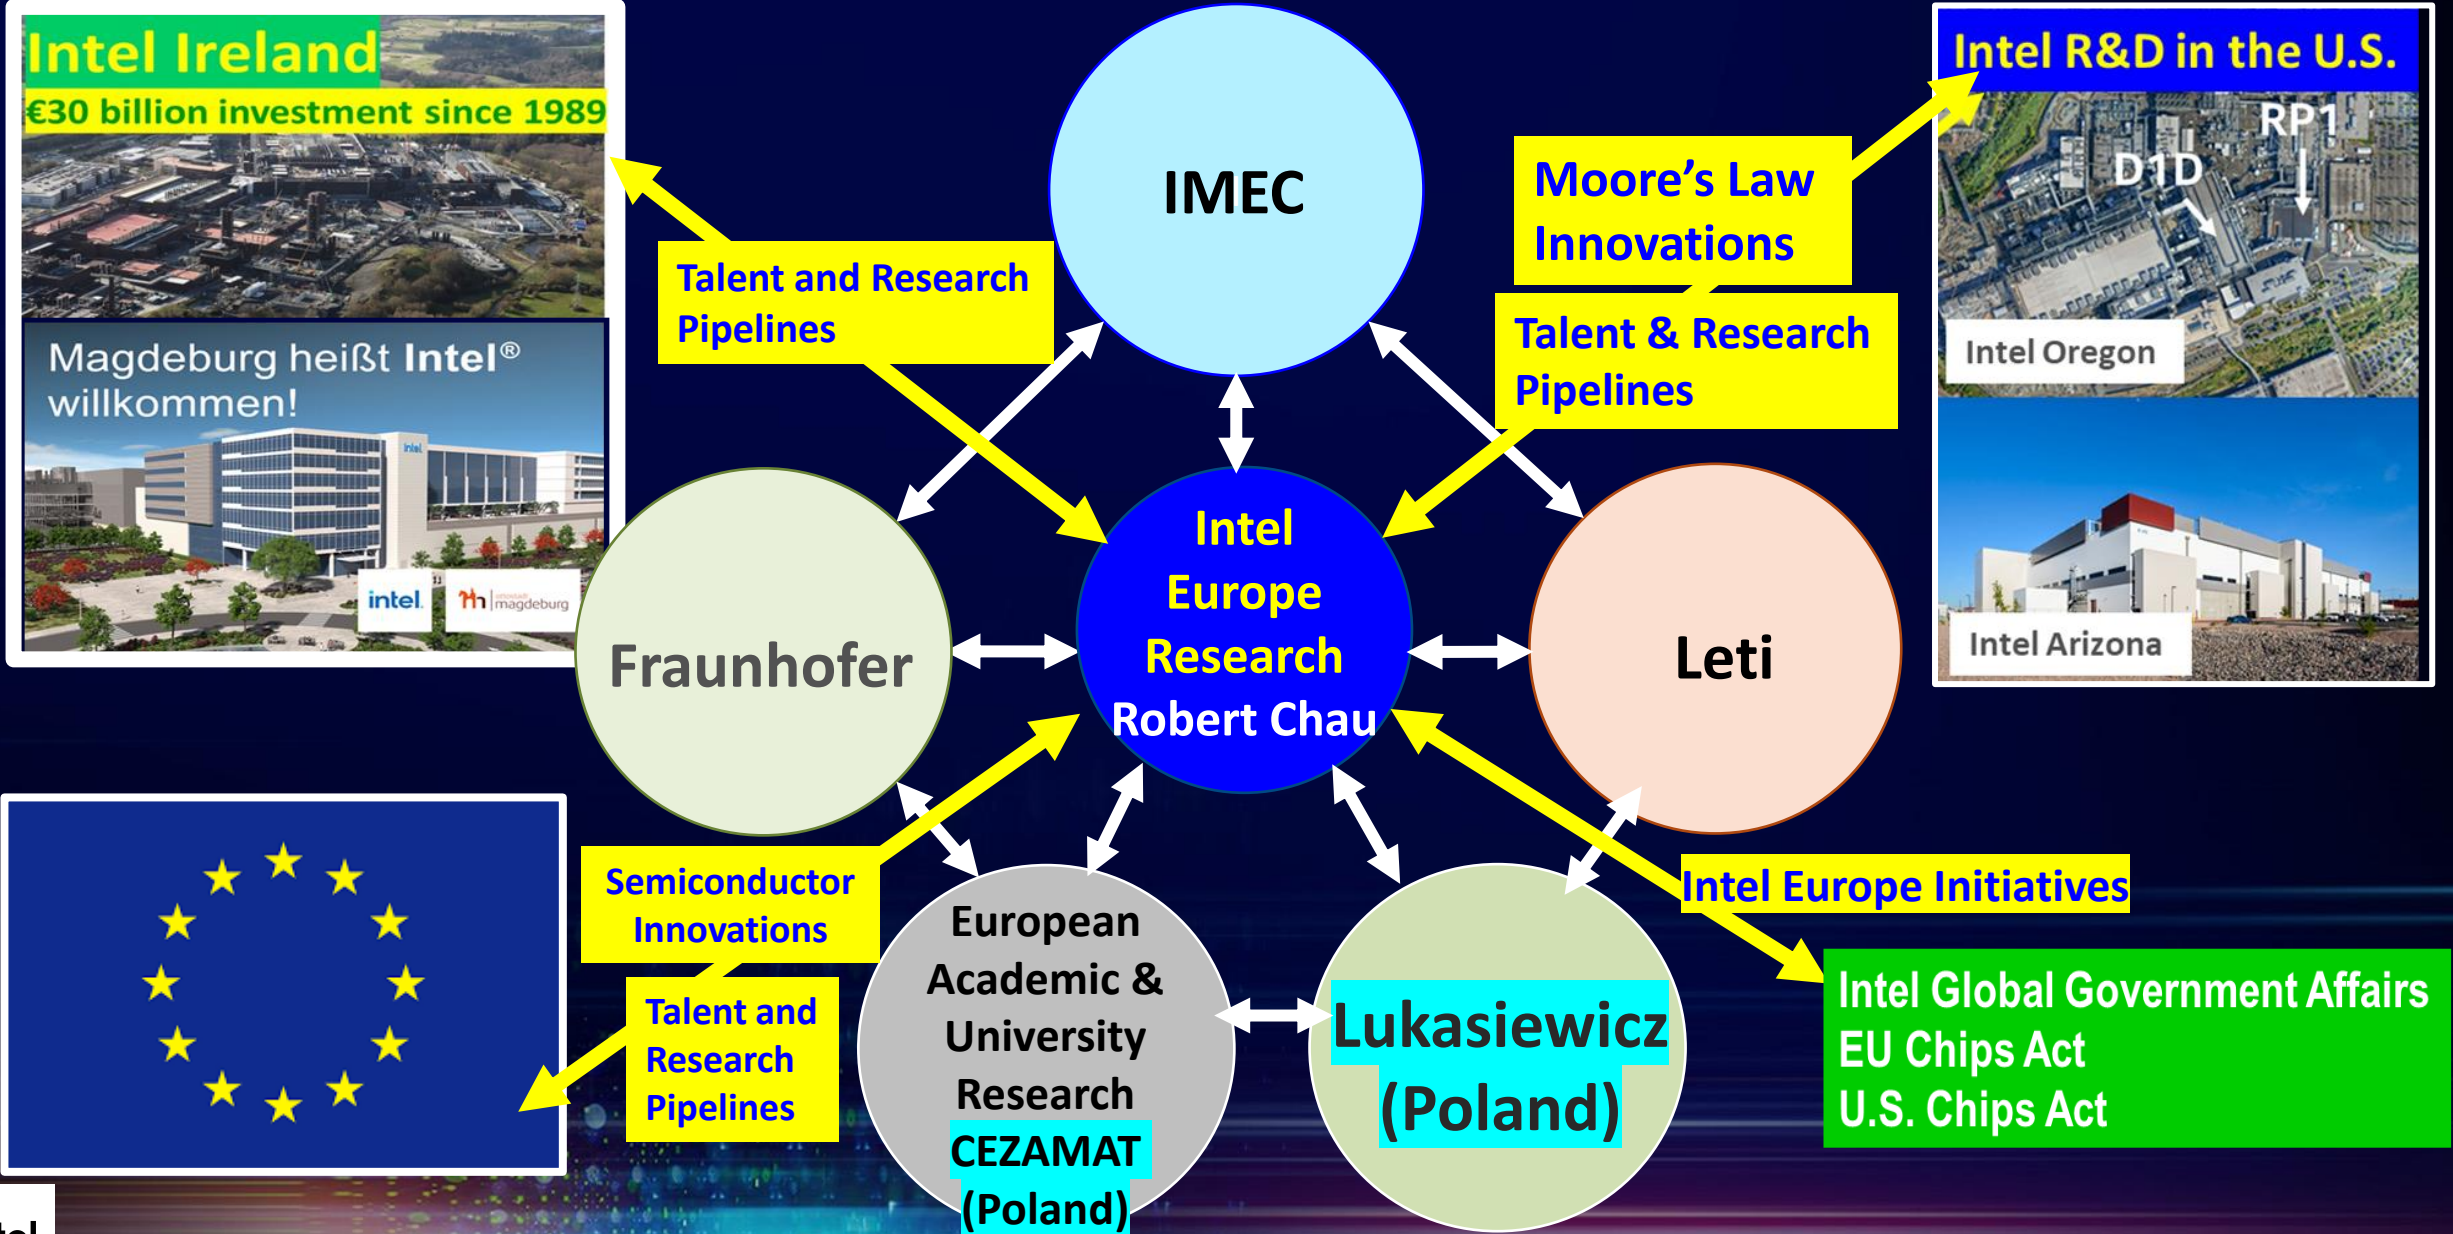 Intel Ireland
€30 billion investment since 1989
Magdeburg heißt Intel®
willkommen!
intel
intel.
magdeburg
IMEC
Talent and Research
Pipelines
Moore's Law
Innovations
Talent & Research
Pipelines
Intel R&D in the U.S.
RP1
D1D
Intel Oregon
Intel Arizona
Fraunhofer
Intel
Europe
Research
Robert Chau
Leti
Semiconductor
Innovations
Talent and
Research
Pipelines
European
Academic &
University
Research
CEZAMAT
(Poland)
Lukasiewicz
(Poland)
Intel Europe Initiatives
Intel Global Government Affairs
EU Chips Act
U.S. Chips Act